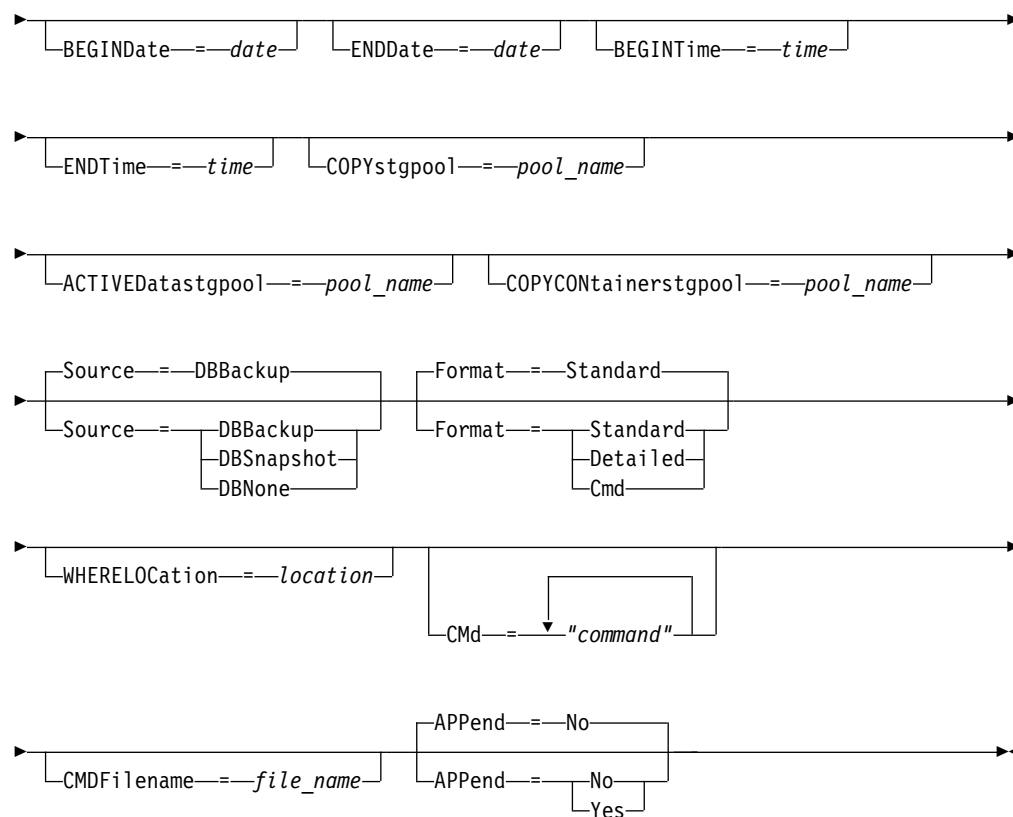 BEGINDate = date ENDDate = date BEGINTime = time
ENDTime = time COPYstgpool = pool_name
ACTIVEDatastgpool = pool_name COPYCONtainerstgpool = pool_name
Source = DBBackup Format = Standard
Source = DBBackup Format = Standard
DBSnapshot Detailed
DBNone Cmd
WHERELOCation = location
CMd = "command"
APPend = No
CMDFilename = file_name APPend = No
Yes